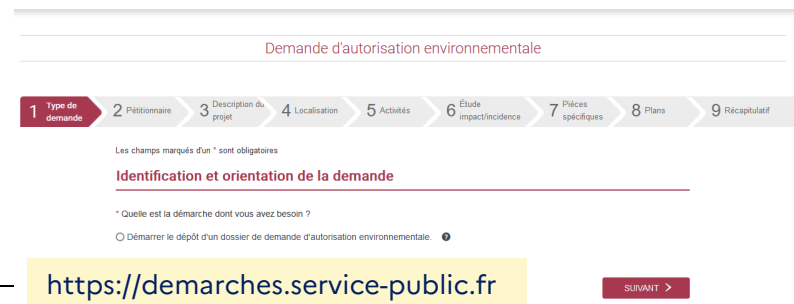 Demande d'autorisation environnementale
1 Type de demande 2 Pétitionnaire 3 Description du projet 4 Localisation 5 Activités 6 Étude impact/incidence 7 Pièces spécifiques 8 Plans 9 Récapitulatif
Les champs marqués d'un * sont obligatoires
Identification et orientation de la demande
* Quelle est la démarche dont vous avez besoin ?
Démarrer le dépôt d'un dossier de demande d'autorisation environnementale. ?
https://demarches.service-public.fr
SUIVANT >